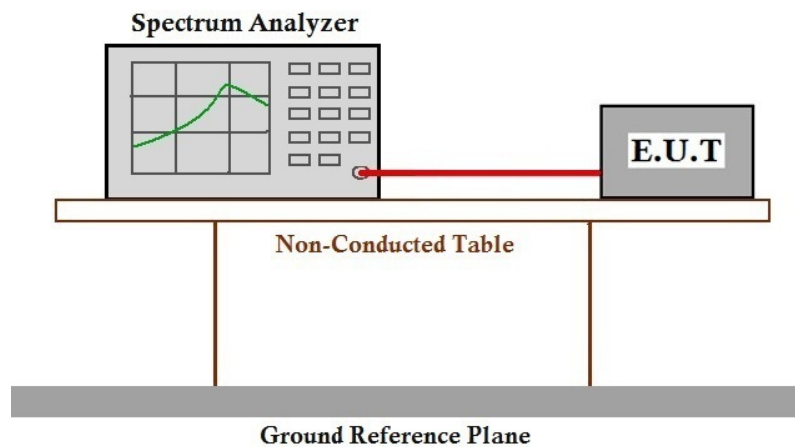 Spectrum Analyzer
E.U.T
Non-Conducted Table
Ground Reference Plane